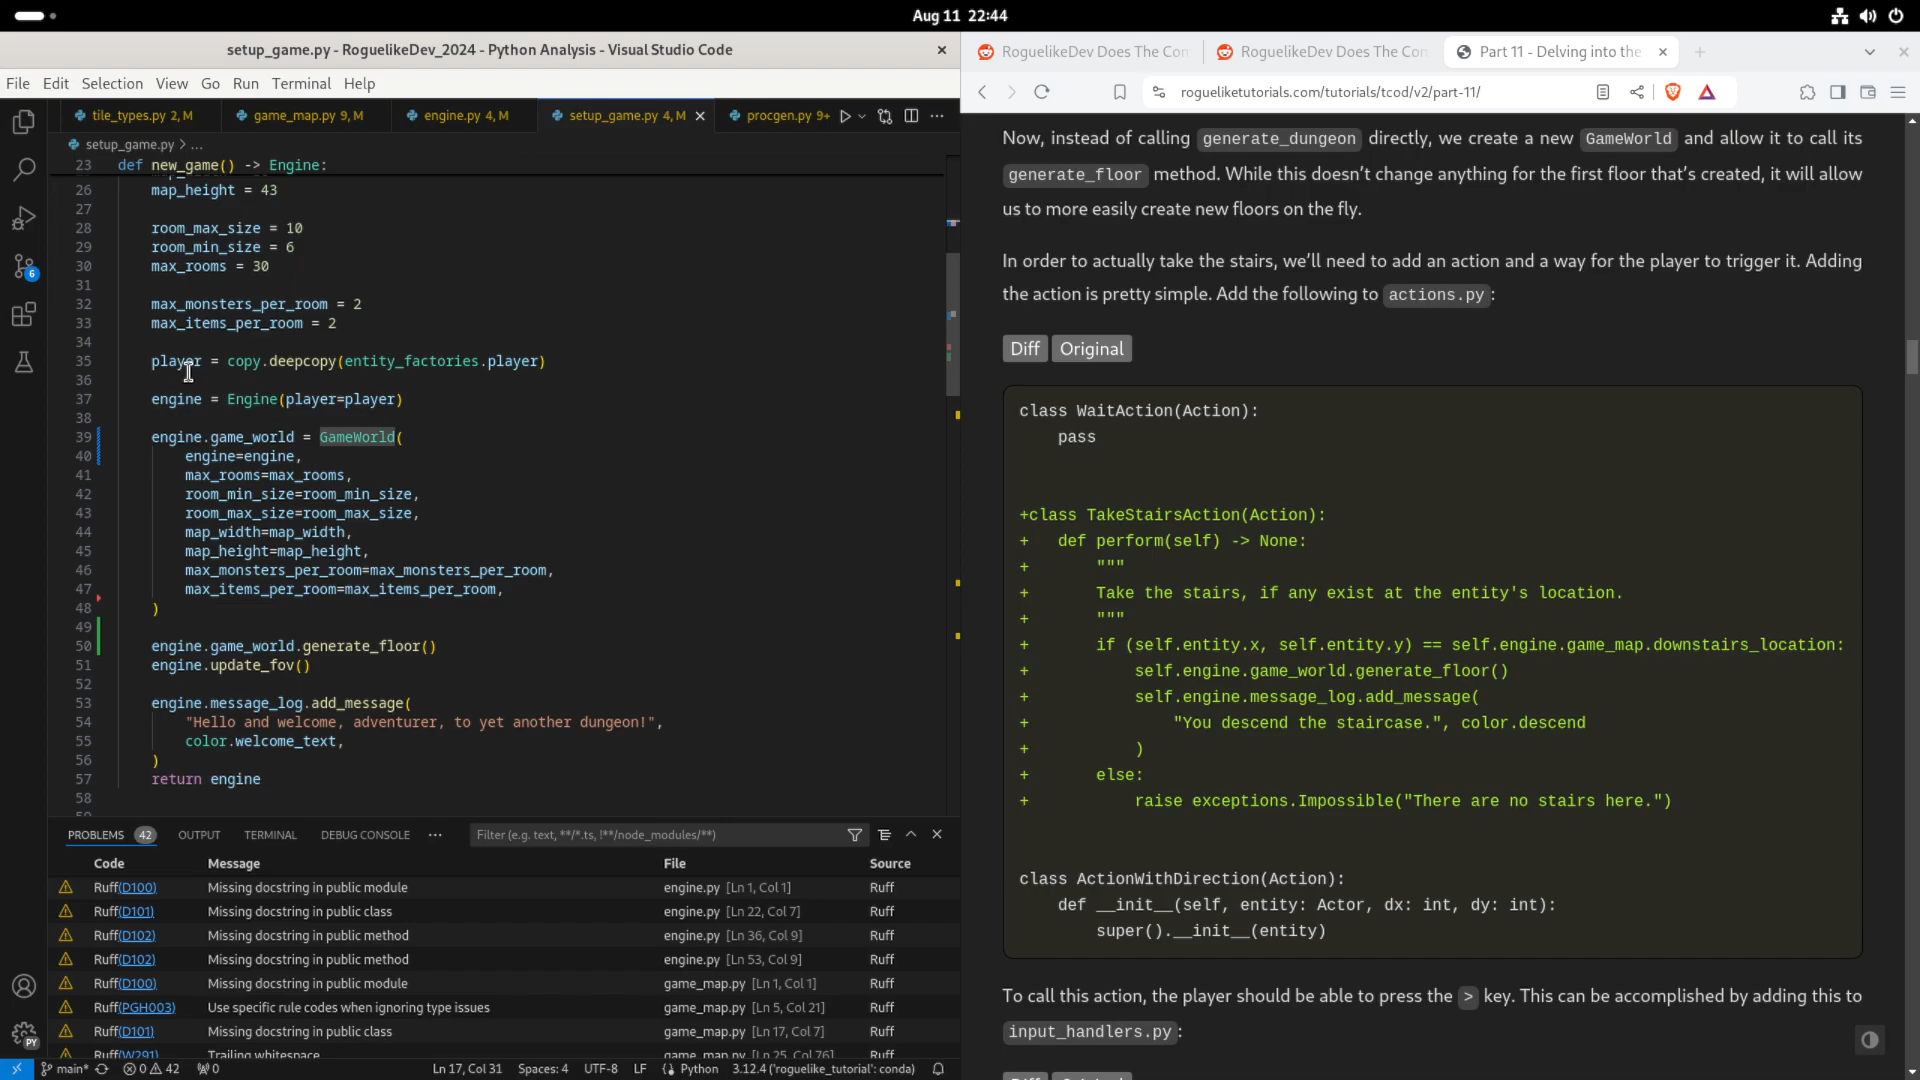 Aug 11 22:44
setup_game.py - RoguelikeDev_2024 - Python Analysis - Visual Studio Code
File Edit Selection View Go Run Terminal Help
tile_types.py 2, M
game_map.py 9, M
engine.py 4, M
setup_game.py 4, M
procgen.py 9+
setup_game.py > ...
23 def new_game() -> Engine:
26 map_height = 43
27
28 room_max_size = 10
29 room_min_size = 6
30 max_rooms = 30
31
32 max_monsters_per_room = 2
33 max_items_per_room = 2
34
35 player = copy.deepcopy(entity_factories.player)
36
37 engine = Engine(player=player)
38
39 engine.game_world = GameWorld(
40 engine=engine,
41 max_rooms=max_rooms,
42 room_min_size=room_min_size,
43 room_max_size=room_max_size,
44 map_width=map_width,
45 map_height=map_height,
46 max_monsters_per_room=max_monsters_per_room,
47 max_items_per_room=max_items_per_room,
48 )
49
50 engine.game_world.generate_floor()
51 engine.update_fov()
52
53 engine.message_log.add_message(
54 "Hello and welcome, adventurer, to yet another dungeon!",
55 color.welcome_text,
56 )
57 return engine
58
PROBLEMS 42 OUTPUT TERMINAL DEBUG CONSOLE ... Filter (e.g. text, **/*.ts, !**/node_modules/**)
Code Message File Source
Ruff(D100) Missing docstring in public module engine.py [Ln 1, Col 1] Ruff
Ruff(D101) Missing docstring in public class engine.py [Ln 22, Col 7] Ruff
Ruff(D102) Missing docstring in public method engine.py [Ln 36, Col 9] Ruff
Ruff(D102) Missing docstring in public method engine.py [Ln 53, Col 9] Ruff
Ruff(D100) Missing docstring in public module game_map.py [Ln 1, Col 1] Ruff
Ruff(PGH003) Use specific rule codes when ignoring type issues game_map.py [Ln 5, Col 21] Ruff
Ruff(D101) Missing docstring in public class game_map.py [Ln 17, Col 7] Ruff
Ruff(W291) Trailing whitespace game_map.py [Ln 25, Col 76] Ruff
6
PY
main* 0 42 0 Ln 17, Col 31 Spaces: 4 UTF-8 LF Python 3.12.4 ('roguelike_tutorial': conda)
RoguelikeDev Does The Con
RoguelikeDev Does The Con
Part 11 - Delving into the
rogueliketutorials.com/tutorials/tcod/v2/part-11/
Now, instead of calling generate_dungeon directly, we create a new GameWorld and allow it to call its
generate_floor method. While this doesn’t change anything for the first floor that’s created, it will allow
us to more easily create new floors on the fly.
In order to actually take the stairs, we’ll need to add an action and a way for the player to trigger it. Adding
the action is pretty simple. Add the following to actions.py:
Diff Original
class WaitAction(Action):
pass
+class TakeStairsAction(Action):
+ def perform(self) -> None:
+ """
+ Take the stairs, if any exist at the entity's location.
+ """
+ if (self.entity.x, self.entity.y) == self.engine.game_map.downstairs_location:
+ self.engine.game_world.generate_floor()
+ self.engine.message_log.add_message(
+ "You descend the staircase.", color.descend
+ )
+ else:
+ raise exceptions.Impossible("There are no stairs here.")
class ActionWithDirection(Action):
def __init__(self, entity: Actor, dx: int, dy: int):
super().__init__(entity)
To call this action, the player should be able to press the > key. This can be accomplished by adding this to
input_handlers.py: